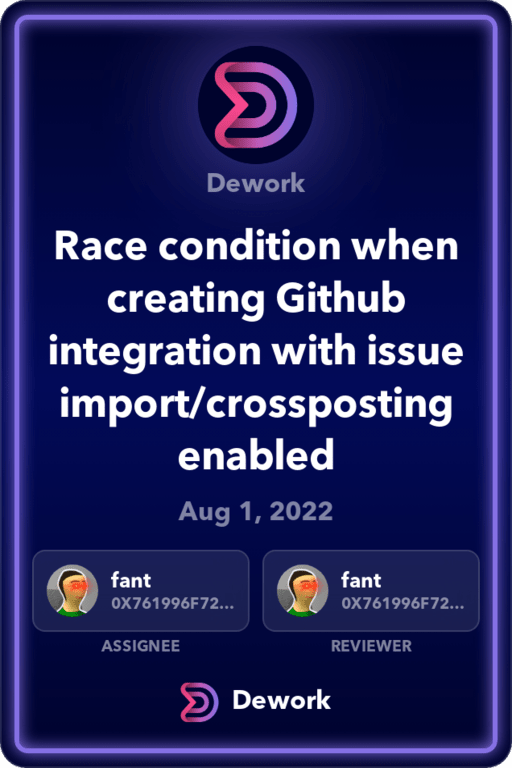 Dework
Race condition when
creating Github
integration with issue
import/crossposting
enabled
Aug 1, 2022
fant
0X761996F72...
ASSIGNEE
fant
0X761996F72...
REVIEWER
Dework